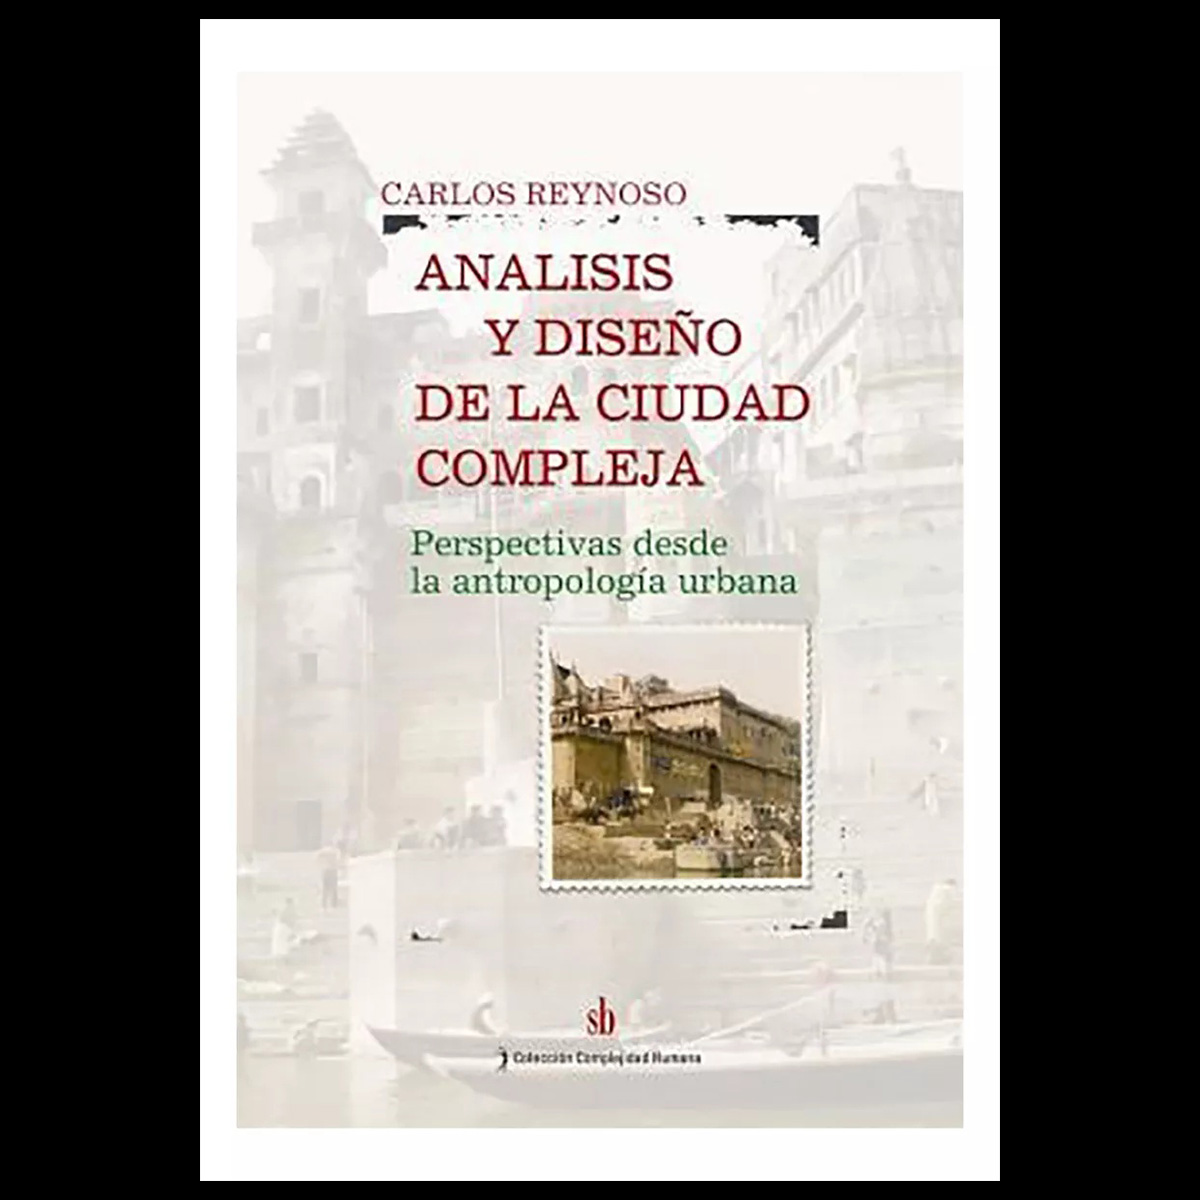 CARLOS REYNOSO
ANALISIS
Y DISEÑO
DE LA CIUDAD
COMPLEJA
Perspectivas desde
la antropología urbana
sb
Colección Complejidad Humana